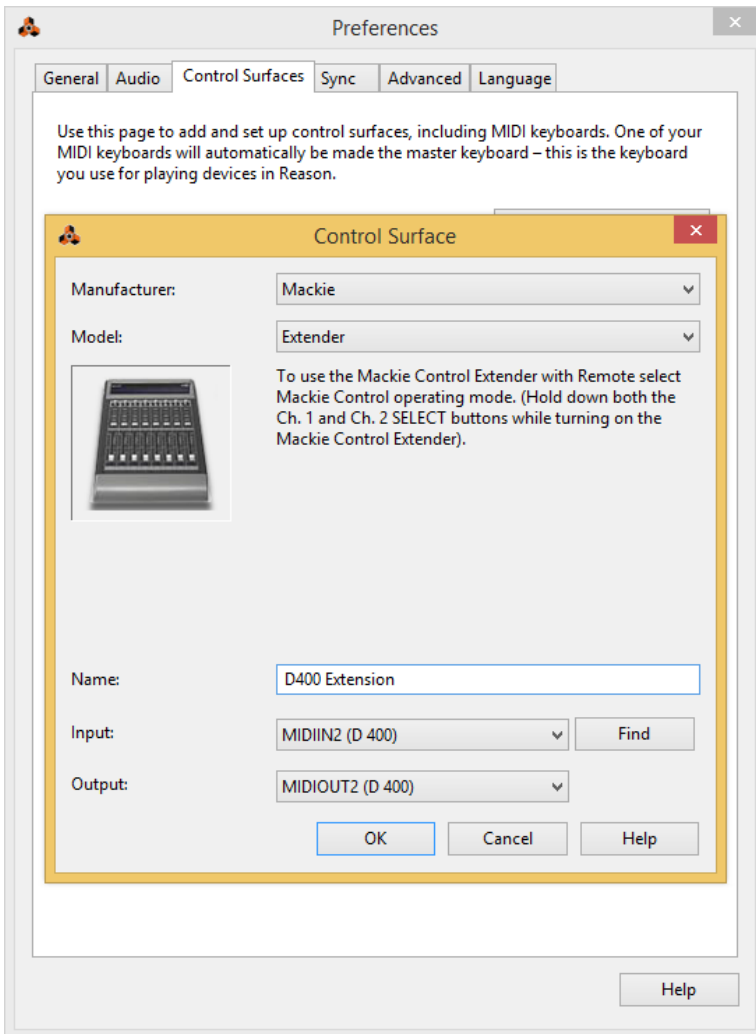 Preferences
General Audio Control Surfaces Sync Advanced Language
Use this page to add and set up control surfaces, including MIDI keyboards. One of your
MIDI keyboards will automatically be made the master keyboard – this is the keyboard
you use for playing devices in Reason.
Control Surface
Manufacturer: Mackie
Model: Extender
To use the Mackie Control Extender with Remote select
Mackie Control operating mode. (Hold down both the
Ch. 1 and Ch. 2 SELECT buttons while turning on the
Mackie Control Extender).
Name: D400 Extension
Input: MIDIIN2 (D 400) Find
Output: MIDIOUT2 (D 400)
OK Cancel Help
Help